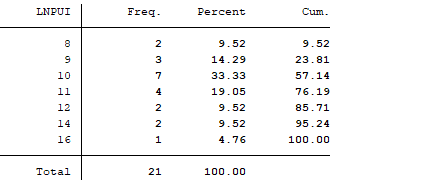 LNPUI Freq. Percent Cum.
8 2 9.52 9.52
9 3 14.29 23.81
10 7 33.33 57.14
11 4 19.05 76.19
12 2 9.52 85.71
14 2 9.52 95.24
16 1 4.76 100.00
Total 21 100.00